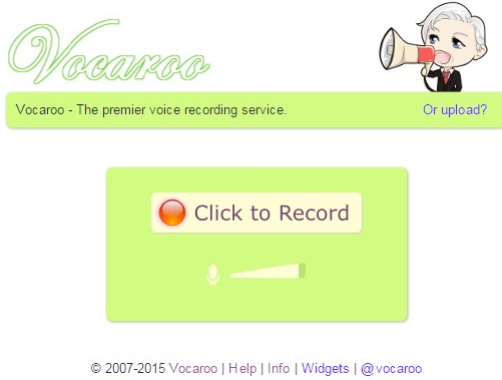 Vocaroo
Vocaroo - The premier voice recording service. Or upload?
Click to Record
© 2007-2015 Vocaroo | Help | Info | Widgets | @vocaroo